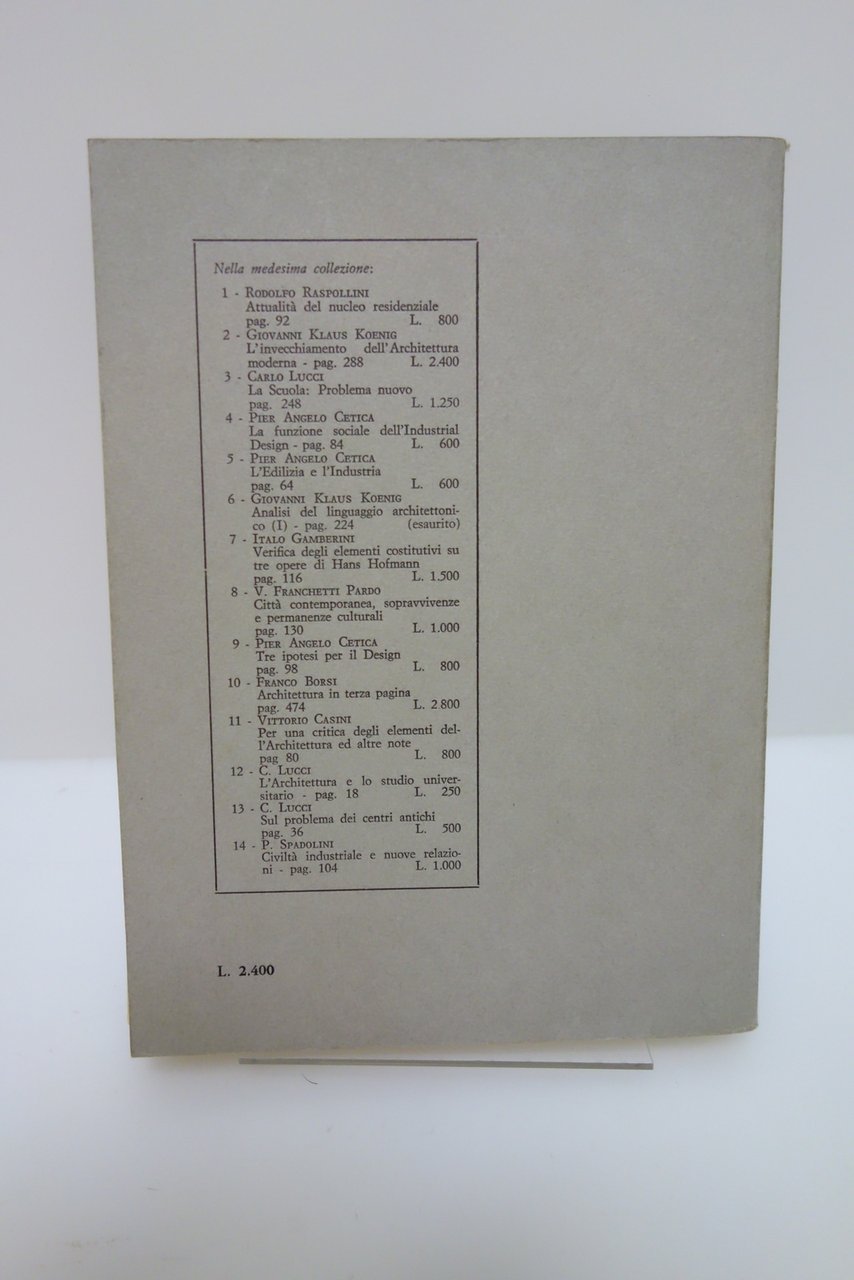 Nella medesima collezione:
1 - RODOLFO RASPOLLINI
Attualità del nucleo residenziale
pag. 92 L. 800
2 - GIOVANNI KLAUS KOENIG
L'invecchiamento dell'Architettura
moderna - pag. 288 L. 2.400
3 - CARLO LUCCI
La Scuola: Problema nuovo
pag. 248 L. 1.250
4 - PIER ANGELO CETICA
La funzione sociale dell'Industrial
Design - pag. 84 L. 600
5 - PIER ANGELO CETICA
L'Edilizia e l'Industria
pag. 64 L. 600
6 - GIOVANNI KLAUS KOENIG
Analisi del linguaggio architettoni-
co (I) - pag. 224 (esaurito)
7 - ITALO GAMBERINI
Verifica degli elementi costitutivi su
tre opere di Hans Hofmann
pag. 116 L. 1.500
8 - V. FRANCHETTI PARDO
Città contemporanea, sopravvivenze
e permanenze culturali
pag. 130 L. 1.000
9 - PIER ANGELO CETICA
Tre ipotesi per il Design
pag. 98 L. 800
10 - FRANCO BORSI
Architettura in terza pagina
pag. 474 L. 2 800
11 - VITTORIO CASINI
Per una critica degli elementi del-
l'Architettura ed altre note
pag 80 L. 800
12 - C. LUCCI
L'Architettura e lo studio univer-
sitario - pag. 18 L. 250
13 - C. LUCCI
Sul problema dei centri antichi
pag. 36 L. 500
14 - P. SPADOLINI
Civiltà industriale e nuove relazio-
ni - pag. 104 L. 1.000
L. 2.400